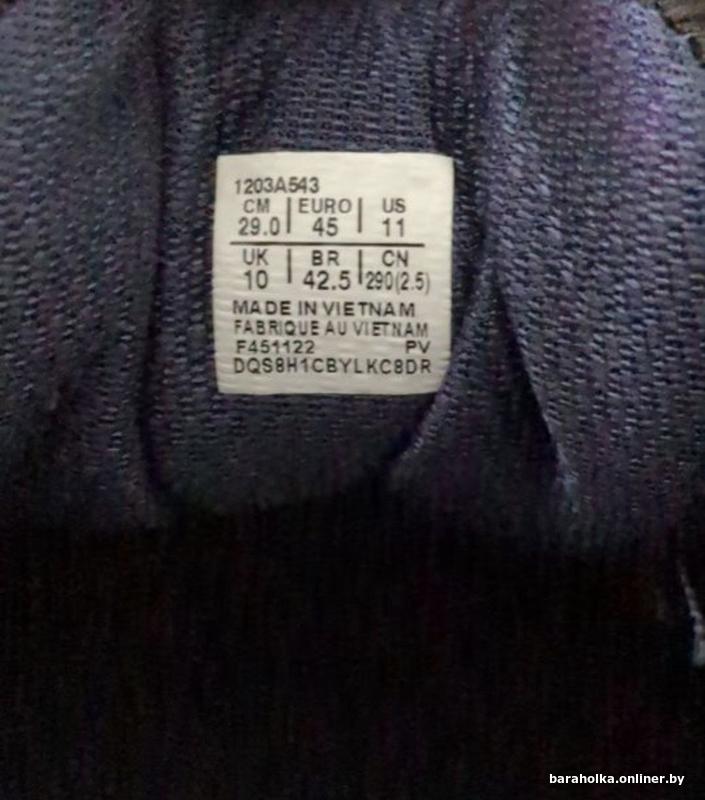 1203A543
CM | EURO | US
29.0 | 45 | 11
UK | BR | CN
10 | 42.5 | 290(2.5)
MADE IN VIETNAM
FABRIQUE AU VIETNAM
F451122 PV
DQS8H1CBYLKC8DR
baraholka.onliner.by